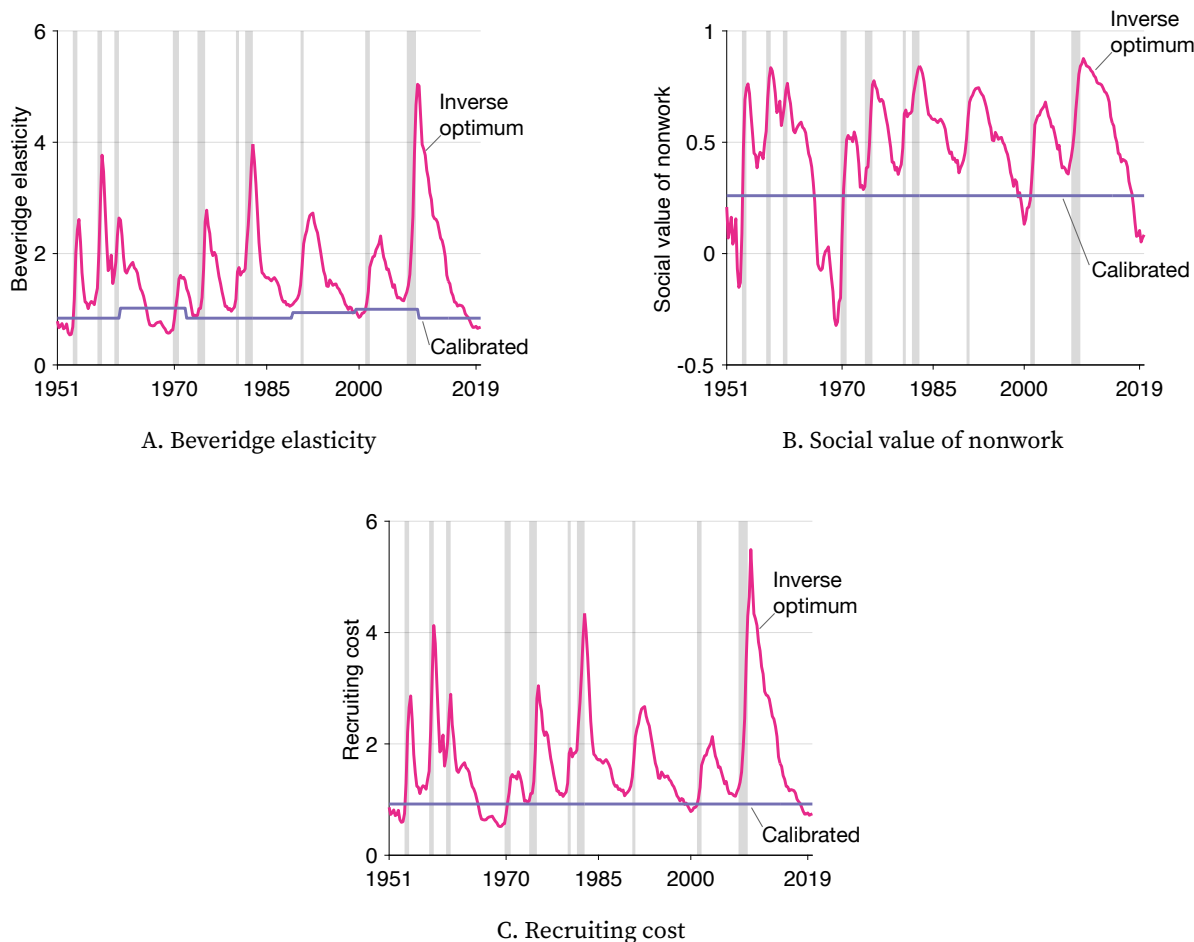 6
4
2
0
Beveridge elasticity
Inverse
optimum
Calibrated
1951
1970
1985
2000
2019
A. Beveridge elasticity
1
0.5
0
-0.5
Social value of nonwork
Inverse
optimum
Calibrated
1951
1970
1985
2000
2019
B. Social value of nonwork
6
4
2
0
Recruiting cost
Inverse
optimum
Calibrated
1951
1970
1985
2000
2019
C. Recruiting cost